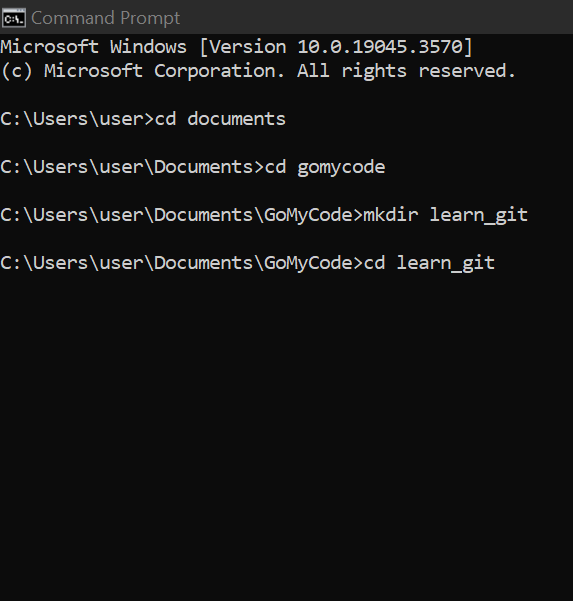 Command Prompt
Microsoft Windows [Version 10.0.19045.3570]
(c) Microsoft Corporation. All rights reserved.
C:\Users\user>cd documents
C:\Users\user\Documents>cd gomycode
C:\Users\user\Documents\GoMyCode>mkdir learn_git
C:\Users\user\Documents\GoMyCode>cd learn_git